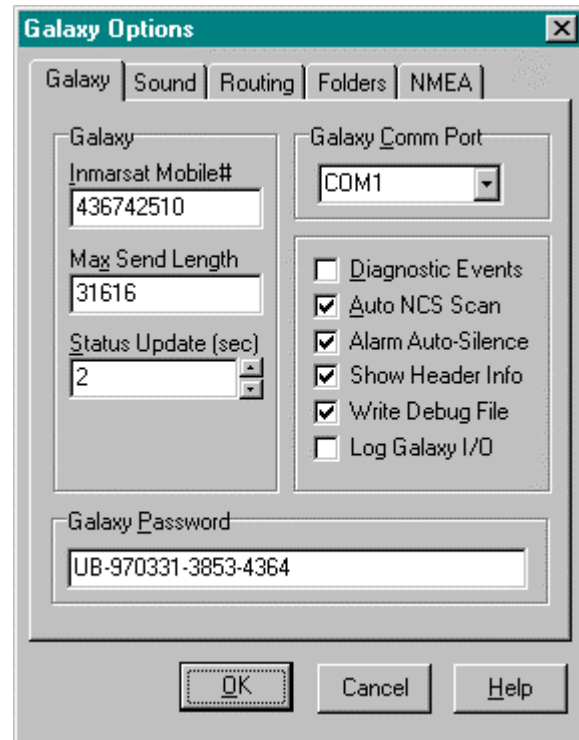 Galaxy Options
Galaxy Sound Routing Folders NMEA
Galaxy
Inmarsat Mobile#
436742510
Max Send Length
31616
Status Update (sec)
2
Galaxy Comm Port
COM1
Diagnostic Events
Auto NCS Scan
Alarm Auto-Silence
Show Header Info
Write Debug File
Log Galaxy I/O
Galaxy Password
UB-970331-3853-4364
OK Cancel Help